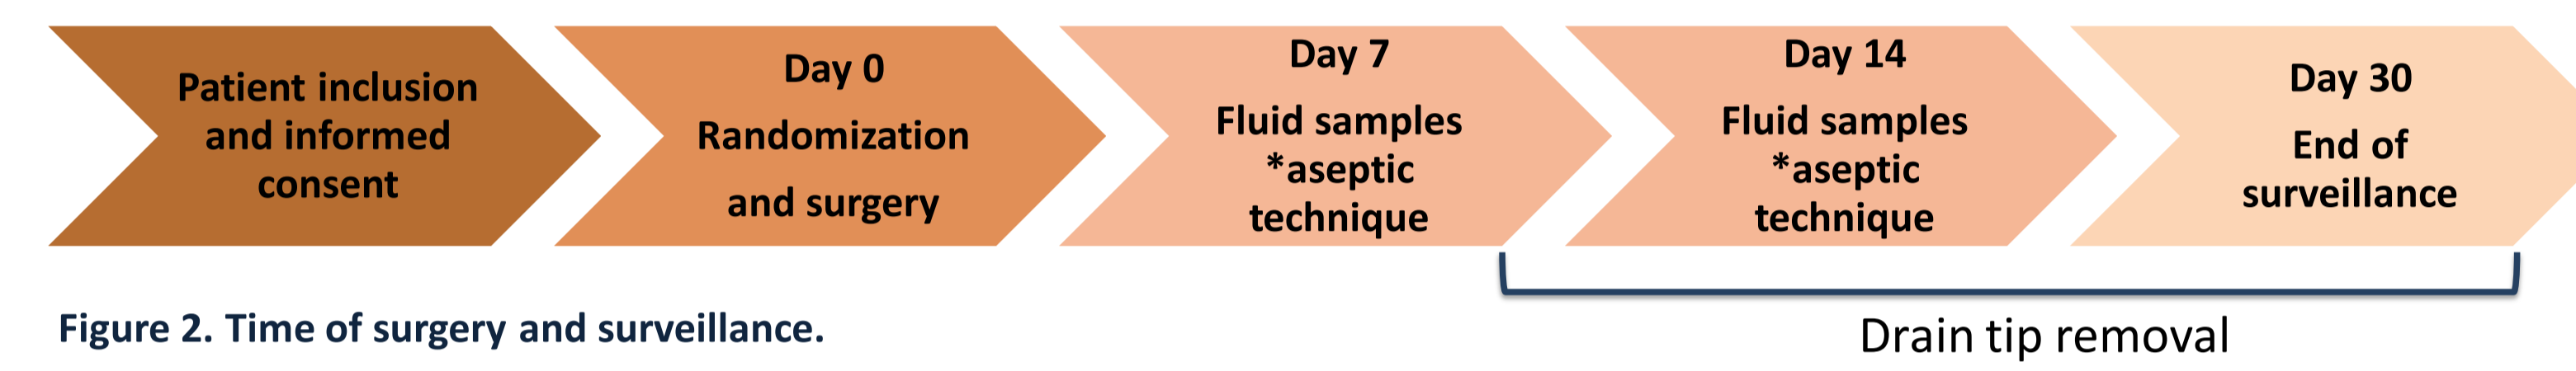 Patient inclusion
and informed
consent
Day 0
Randomization
and surgery
Day 7
Fluid samples
*aseptic
technique
Day 14
Fluid samples
*aseptic
technique
Day 30
End of
surveillance
Drain tip removal
Figure 2. Time of surgery and surveillance.